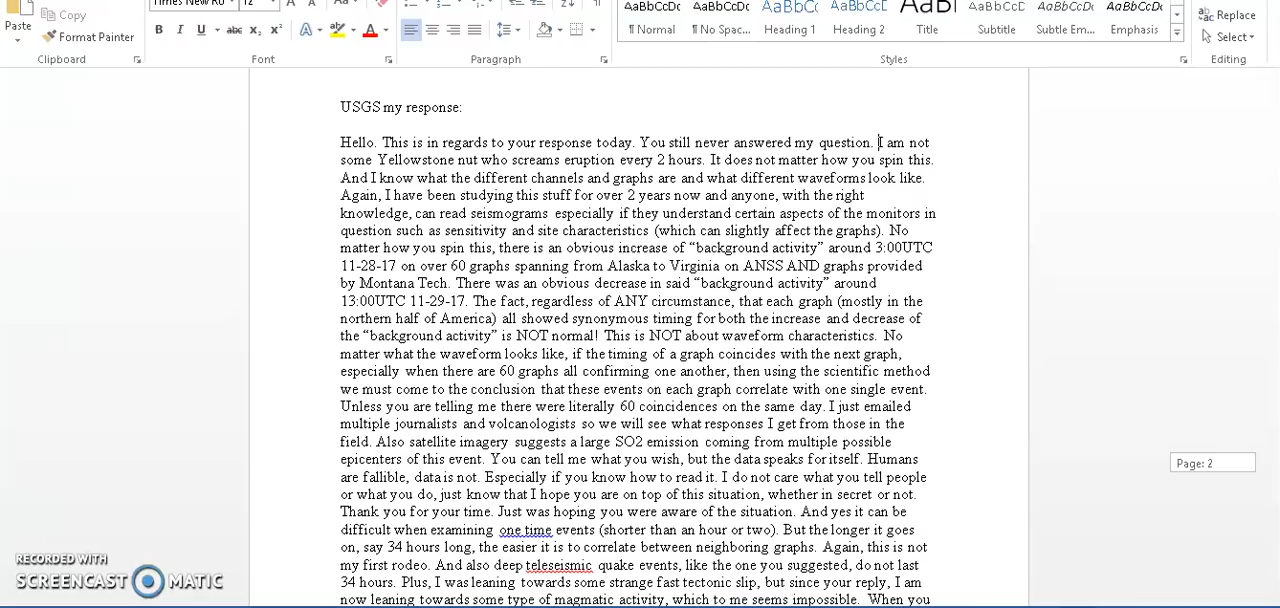 Times New Ro 12
Copy
Paste
Format Painter
B I U abc X₂ X² A A
AaBbCcDc AaBbCcDc AaBbCc AaBbCcD AaBl AaBbCcD AaBbCcDc AaBbCcDc
¶ Normal ¶ No Spac... Heading 1 Heading 2 Title Subtitle Subtle Em... Emphasis
Replace
Select
Clipboard Font Paragraph Styles Editing
USGS my response:
Hello. This is in regards to your response today. You still never answered my question. I am not
some Yellowstone nut who screams eruption every 2 hours. It does not matter how you spin this.
And I know what the different channels and graphs are and what different waveforms look like.
Again, I have been studying this stuff for over 2 years now and anyone, with the right
knowledge, can read seismograms especially if they understand certain aspects of the monitors in
question such as sensitivity and site characteristics (which can slightly affect the graphs). No
matter how you spin this, there is an obvious increase of “background activity” around 3:00UTC
11-28-17 on over 60 graphs spanning from Alaska to Virginia on ANSS AND graphs provided
by Montana Tech. There was an obvious decrease in said “background activity” around
13:00UTC 11-29-17. The fact, regardless of ANY circumstance, that each graph (mostly in the
northern half of America) all showed synonymous timing for both the increase and decrease of
the “background activity” is NOT normal! This is NOT about waveform characteristics. No
matter what the waveform looks like, if the timing of a graph coincides with the next graph,
especially when there are 60 graphs all confirming one another, then using the scientific method
we must come to the conclusion that these events on each graph correlate with one single event.
Unless you are telling me there were literally 60 coincidences on the same day. I just emailed
multiple journalists and volcanologists so we will see what responses I get from those in the
field. Also satellite imagery suggests a large SO2 emission coming from multiple possible
epicenters of this event. You can tell me what you wish, but the data speaks for itself. Humans
are fallible, data is not. Especially if you know how to read it. I do not care what you tell people
or what you do, just know that I hope you are on top of this situation, whether in secret or not.
Thank you for your time. Just was hoping you were aware of the situation. And yes it can be
difficult when examining one time events (shorter than an hour or two). But the longer it goes
on, say 34 hours long, the easier it is to correlate between neighboring graphs. Again, this is not
my first rodeo. And also deep teleseismic quake events, like the one you suggested, do not last
34 hours. Plus, I was leaning towards some strange fast tectonic slip, but since your reply, I am
now leaning towards some type of magmatic activity, which to me seems impossible. When you
Page: 2
RECORDED WITH
SCREENCAST MATIC